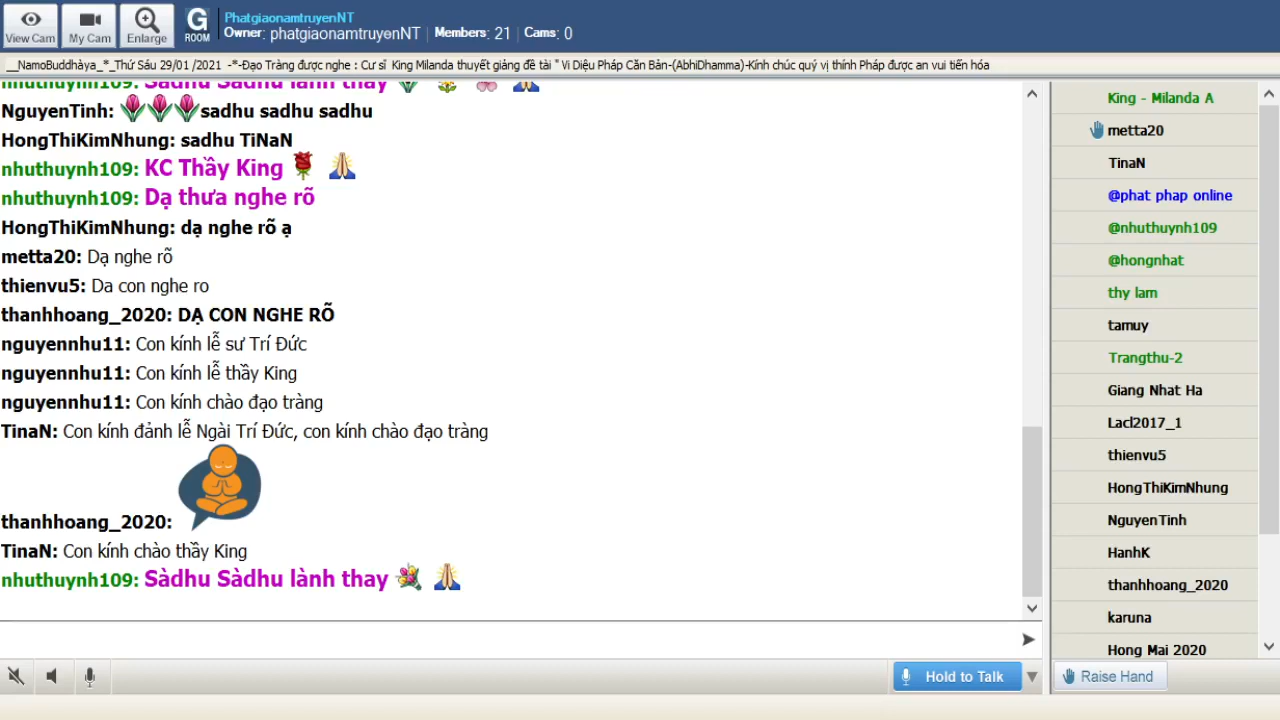 View Cam
My Cam
Enlarge
G
ROOM
PhatgiaonamtruyenNT
Owner: phatgiaonamtruyenNT | Members: 21 | Cams: 0
__NamoBuddhàya_*_Thứ Sáu 29/01 /2021 -*-Đạo Tràng được nghe : Cư sĩ King Milanda thuyết giảng đề tài " Vi Diệu Pháp Căn Bản-(AbhiDhamma)-Kính chúc quý vị thính Pháp được an vui tiến hóa
nhuthuynh109: Sàdhu Sàdhu lành thay
NguyenTinh: sadhu sadhu sadhu
HongThiKimNhung: sadhu TiNaN
nhuthuynh109: KC Thầy King
nhuthuynh109: Dạ thưa nghe rõ
HongThiKimNhung: dạ nghe rõ ạ
metta20: Dạ nghe rõ
thienvu5: Da con nghe ro
thanhhoang_2020: DẠ CON NGHE RÕ
nguyennhu11: Con kính lễ sư Trí Đức
nguyennhu11: Con kính lễ thầy King
nguyennhu11: Con kính chào đạo tràng
TinaN: Con kính đảnh lễ Ngài Trí Đức, con kính chào đạo tràng
thanhhoang_2020:
TinaN: Con kính chào thầy King
nhuthuynh109: Sàdhu Sàdhu lành thay
Hold to Talk
King - Milanda A
metta20
TinaN
@phat phap online
@nhuthuynh109
@hongnhat
thy lam
tamuy
Trangthu-2
Giang Nhat Ha
Lacl2017_1
thienvu5
HongThiKimNhung
NguyenTinh
HanhK
thanhhoang_2020
karuna
Hong Mai 2020
Raise Hand